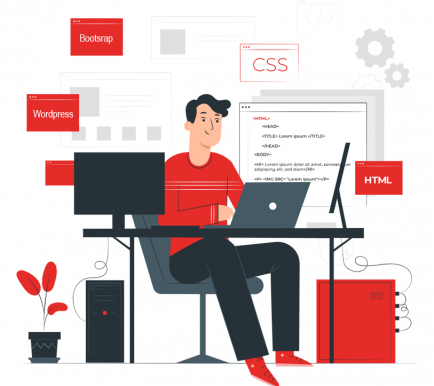 Bootsrap
CSS
Wordpress
<HTML>
<HEAD>
<TITLE> Lorem ipsum </TITLE>
</HEAD>
<BODY>
<H1> Lorem ipsum dolor sit amet, consectetuer
adipiscing elit, sed diam</H1>
<P> <IMG SRC= "Lorem ipsum"></P>
HTML